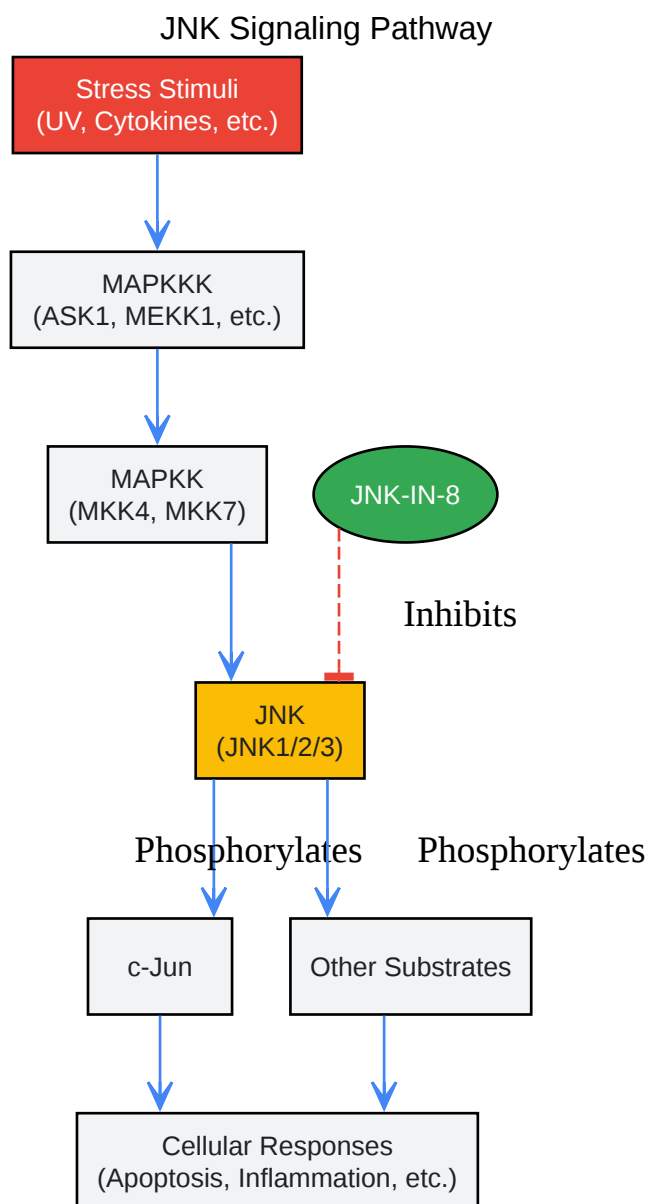 JNK Signaling Pathway
Stress Stimuli
(UV, Cytokines, etc.)
MAPKKK
(ASK1, MEKK1, etc.)
MAPKK
(MKK4, MKK7)
JNK-IN-8
Inhibits
JNK
(JNK1/2/3)
Phosphorylates
Phosphorylates
c-Jun
Other Substrates
Cellular Responses
(Apoptosis, Inflammation, etc.)